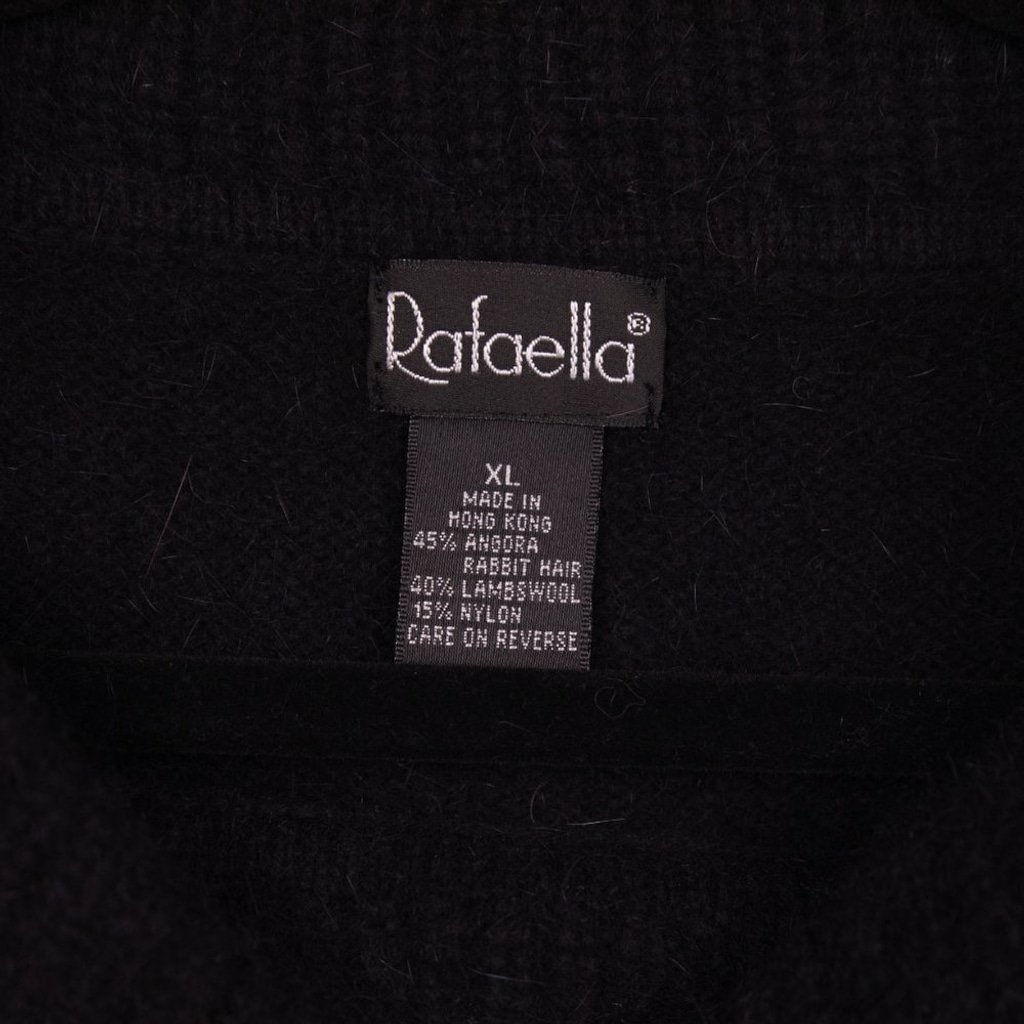 Rafaella®
XL
MADE IN
HONG KONG
45% ANGORA
RABBIT HAIR
40% LAMBSWOOL
15% NYLON
CARE ON REVERSE